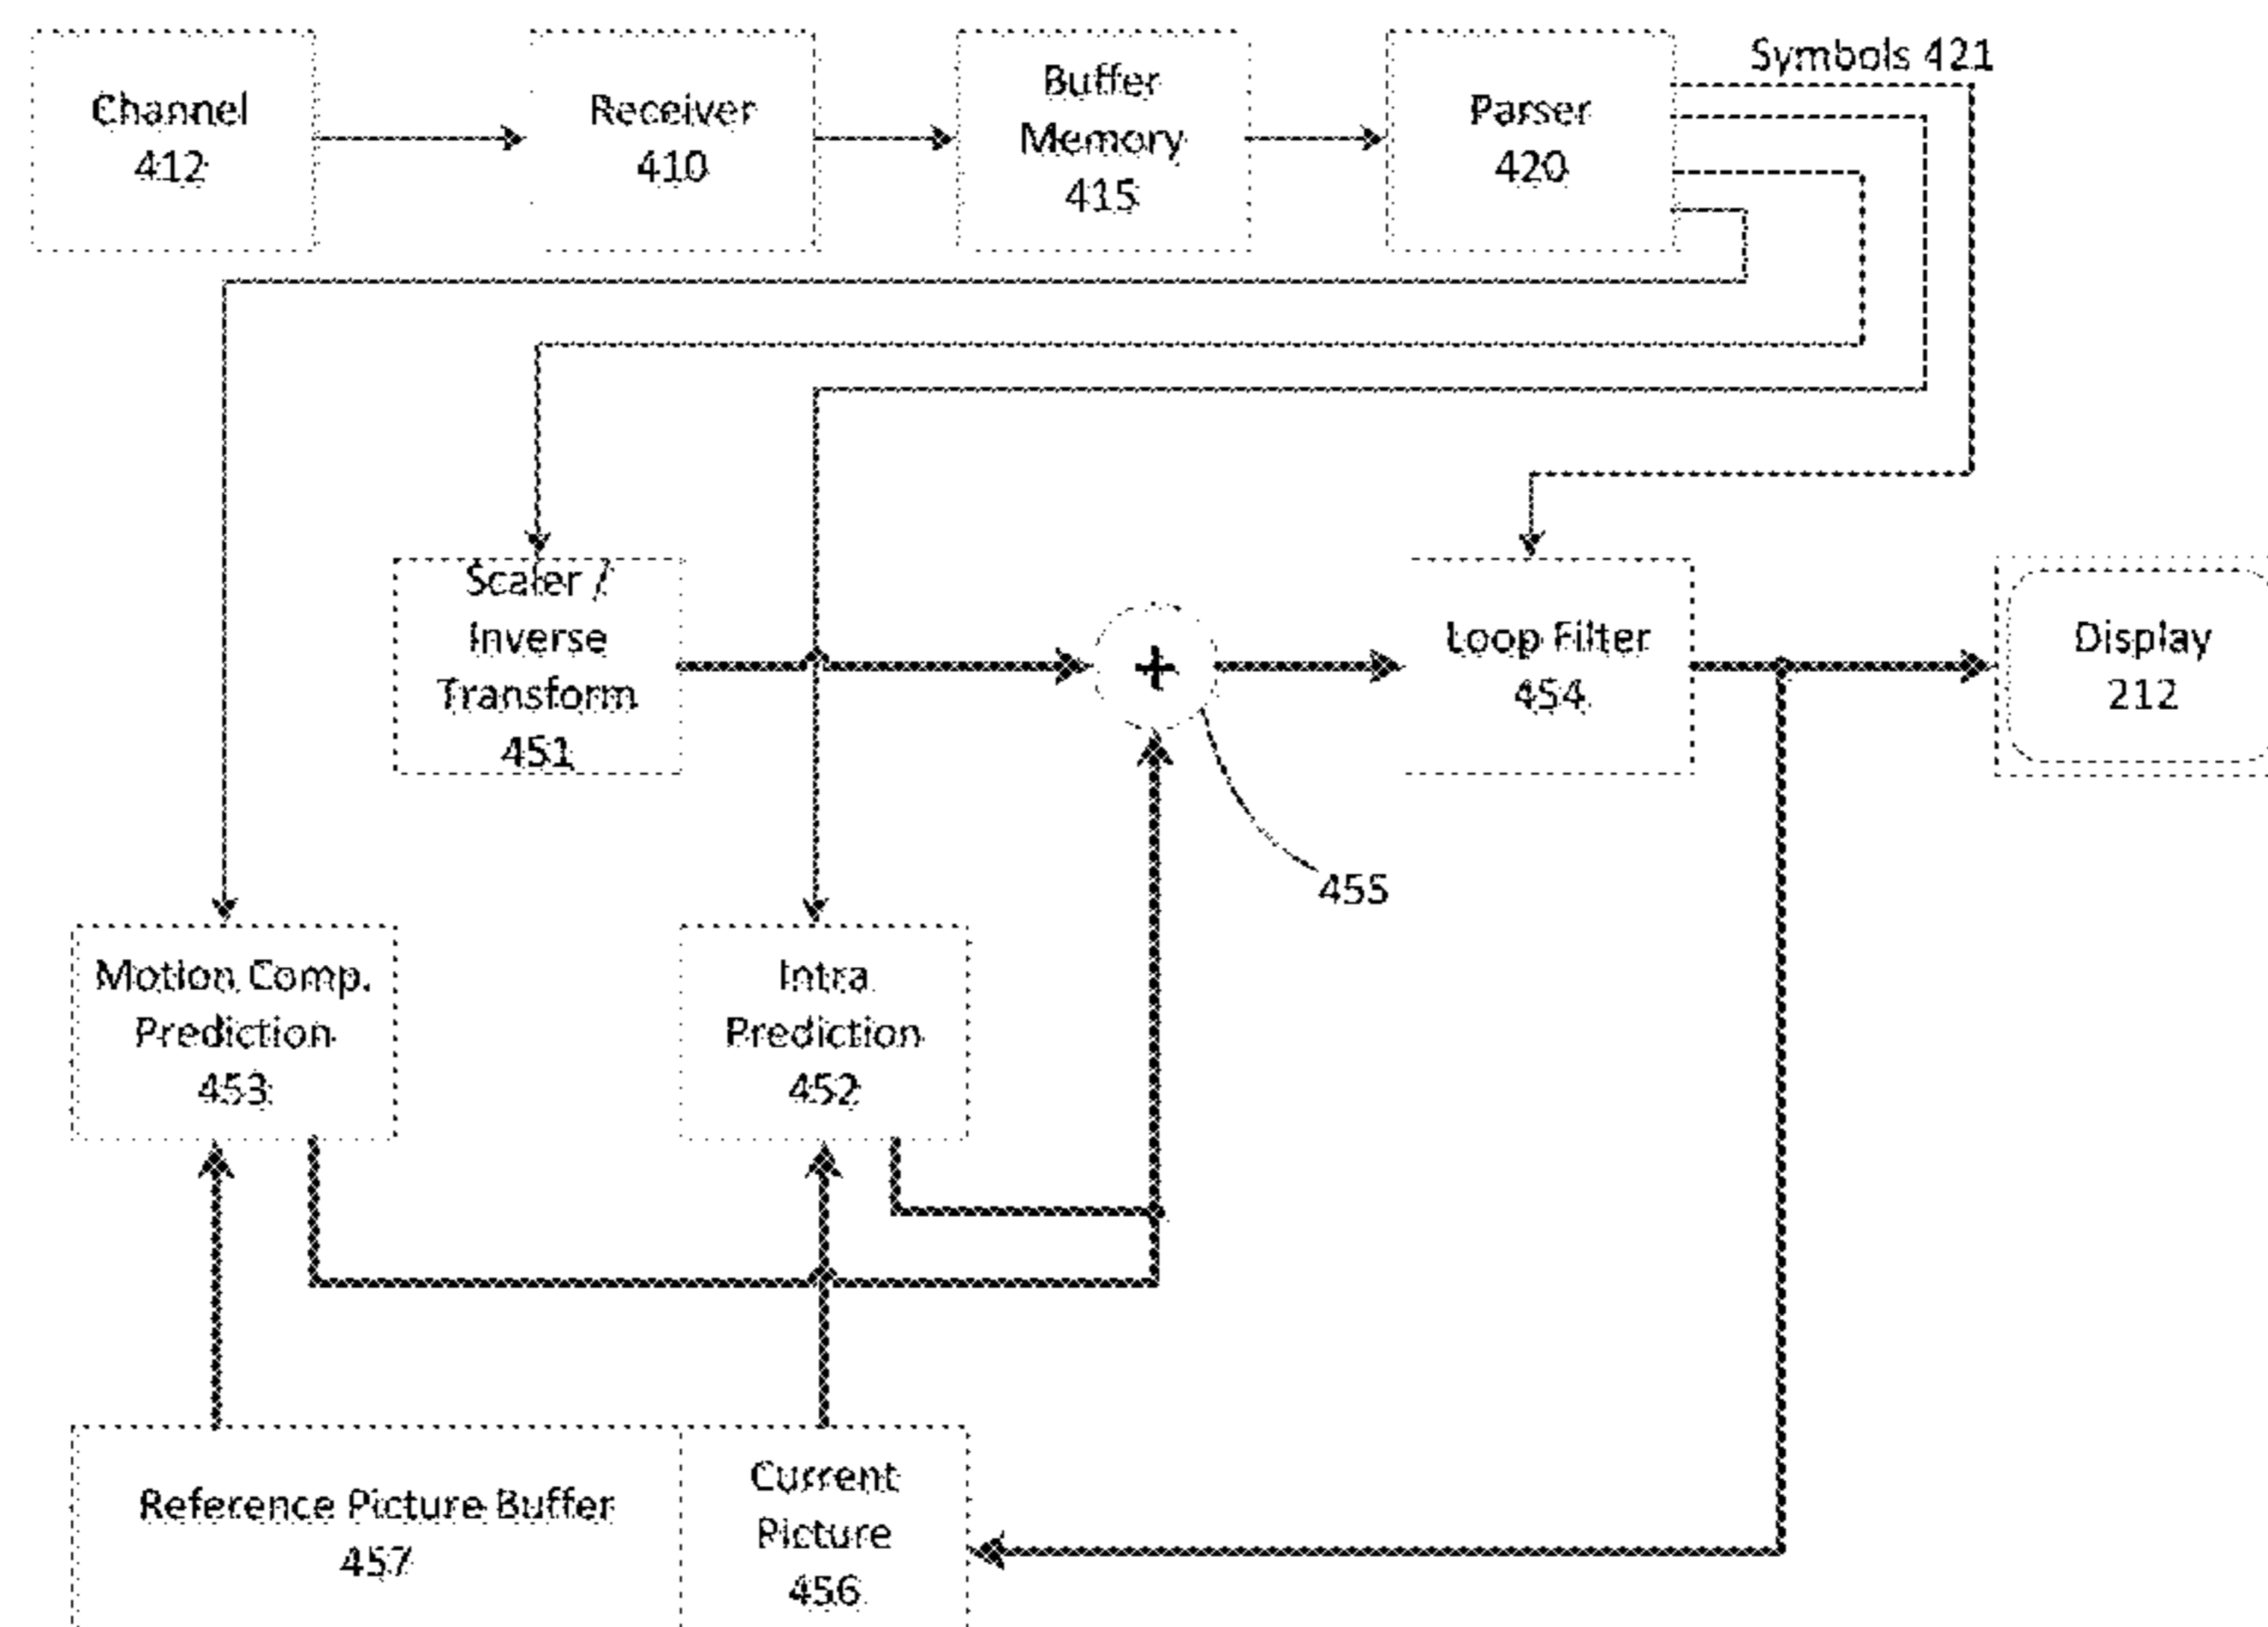 Channel
412
Receiver
410
Buffer
Memory
415
Parser
420
Symbols 421
Scaler /
Inverse
Transform
451
+
Loop Filter
454
Display
212
455
Motion Comp.
Prediction
453
Intra
Prediction
452
Reference Picture Buffer
457
Current
Picture
456